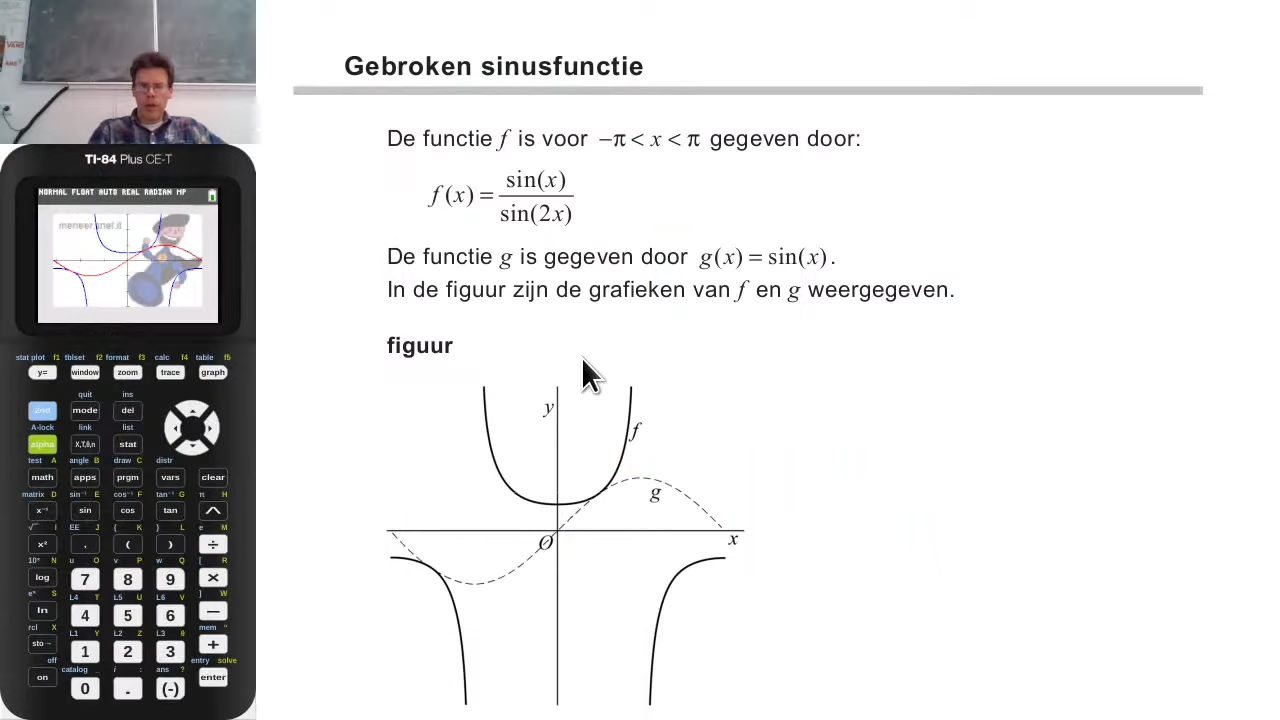 Gebroken sinusfunctie
De functie f is voor −π < x < π gegeven door:
f(x) = sin(x) / sin(2x)
De functie g is gegeven door g(x) = sin(x).
In de figuur zijn de grafieken van f en g weergegeven.
figuur
y
f
g
O
x
TI-84 Plus CE-T
NORMAL FLOAT AUTO REAL RADIAN MP
stat plot f1 tblset f2 format f3 calc f4 table f5
y= window zoom trace graph
quit ins
2nd mode del
A-lock link list
alpha X,T,θ,n stat
test A angle B draw C distr
math apps prgm vars clear
matrix D sin⁻¹ E cos⁻¹ F tan⁻¹ G π H
x⁻¹ sin cos tan ^
√ I EE J { K } L e M
x² , ( ) ÷
10ˣ N u O v P w Q [ R
log 7 8 9 ×
eˣ S L4 T L5 U L6 V ] W
ln 4 5 6 −
rcl X L1 Y L2 Z L3 θ mem "
sto→ 1 2 3 +
off catalog _ i : ans ? entry solve
on 0 . (-) enter